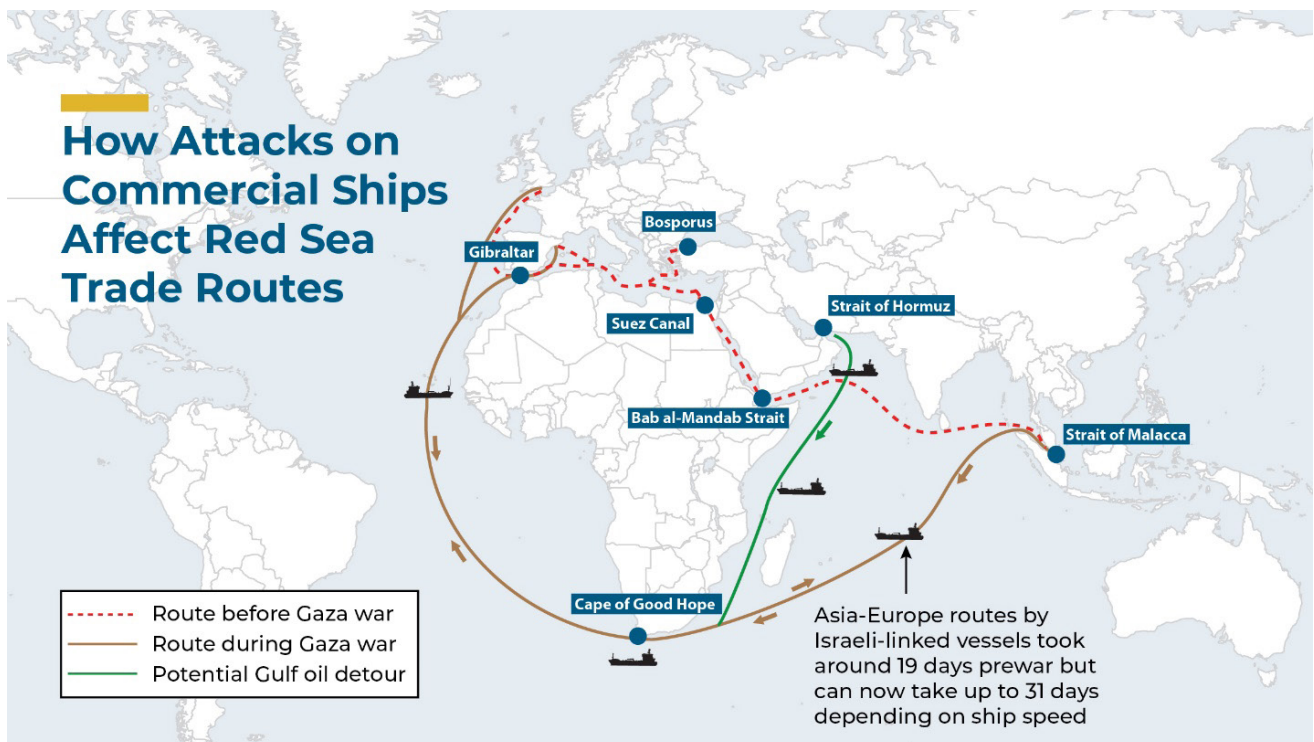 How Attacks on
Commercial Ships
Affect Red Sea
Trade Routes
Bosporus
Gibraltar
Suez Canal
Strait of Hormuz
Bab al-Mandab Strait
Strait of Malacca
Cape of Good Hope
Route before Gaza war
Route during Gaza war
Potential Gulf oil detour
Asia-Europe routes by
Israeli-linked vessels took
around 19 days prewar but
can now take up to 31 days
depending on ship speed